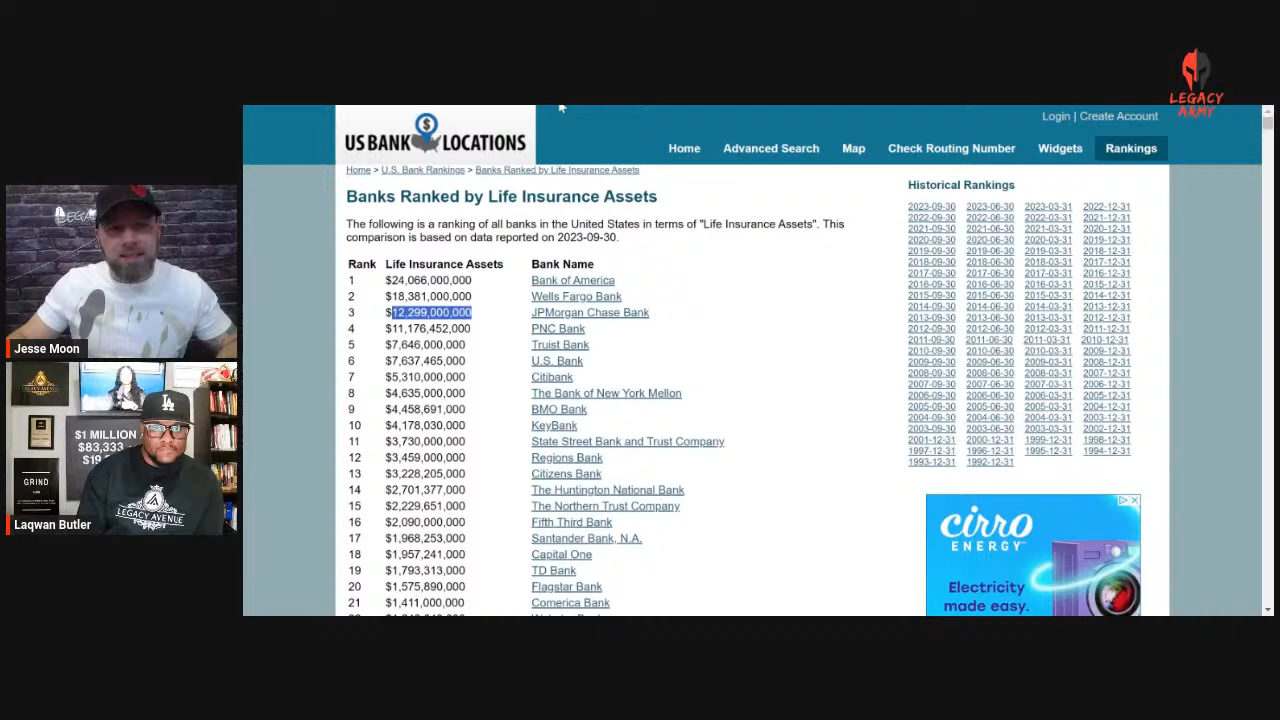 LEGACY
ARMY
US BANK LOCATIONS
Login | Create Account
Home Advanced Search Map Check Routing Number Widgets Rankings
Home > U.S. Bank Rankings > Banks Ranked by Life Insurance Assets
Banks Ranked by Life Insurance Assets
The following is a ranking of all banks in the United States in terms of "Life Insurance Assets". This
comparison is based on data reported on 2023-09-30.
Rank Life Insurance Assets Bank Name
1 $24,066,000,000 Bank of America
2 $18,381,000,000 Wells Fargo Bank
3 $12,299,000,000 JPMorgan Chase Bank
4 $11,176,452,000 PNC Bank
5 $7,646,000,000 Truist Bank
6 $7,637,465,000 U.S. Bank
7 $5,310,000,000 Citibank
8 $4,635,000,000 The Bank of New York Mellon
9 $4,458,691,000 BMO Bank
10 $4,178,030,000 KeyBank
11 $3,730,000,000 State Street Bank and Trust Company
12 $3,459,000,000 Regions Bank
13 $3,228,205,000 Citizens Bank
14 $2,701,377,000 The Huntington National Bank
15 $2,229,651,000 The Northern Trust Company
16 $2,090,000,000 Fifth Third Bank
17 $1,968,253,000 Santander Bank, N.A.
18 $1,957,241,000 Capital One
19 $1,793,313,000 TD Bank
20 $1,575,890,000 Flagstar Bank
21 $1,411,000,000 Comerica Bank
Historical Rankings
2023-09-30 2023-06-30 2023-03-31 2022-12-31
2022-09-30 2022-06-30 2022-03-31 2021-12-31
2021-09-30 2021-06-30 2021-03-31 2020-12-31
2020-09-30 2020-06-30 2020-03-31 2019-12-31
2019-09-30 2019-06-30 2019-03-31 2018-12-31
2018-09-30 2018-06-30 2018-03-31 2017-12-31
2017-09-30 2017-06-30 2017-03-31 2016-12-31
2016-09-30 2016-06-30 2016-03-31 2015-12-31
2015-09-30 2015-06-30 2015-03-31 2014-12-31
2014-09-30 2014-06-30 2014-03-31 2013-12-31
2013-09-30 2013-06-30 2013-03-31 2012-12-31
2012-09-30 2012-06-30 2012-03-31 2011-12-31
2011-09-30 2011-06-30 2011-03-31 2010-12-31
2010-09-30 2010-06-30 2010-03-31 2009-12-31
2009-09-30 2009-06-30 2009-03-31 2008-12-31
2008-09-30 2008-06-30 2008-03-31 2007-12-31
2007-09-30 2007-06-30 2007-03-31 2006-12-31
2006-09-30 2006-06-30 2006-03-31 2005-12-31
2005-09-30 2005-06-30 2005-03-31 2004-12-31
2004-09-30 2004-06-30 2004-03-31 2003-12-31
2003-09-30 2003-06-30 2003-03-31 2002-12-31
2001-12-31 2000-12-31 1999-12-31 1998-12-31
1997-12-31 1996-12-31 1995-12-31 1994-12-31
1993-12-31 1992-12-31
cirro
ENERGY
Electricity
made easy.
Jesse Moon
$1 MILLION
$83,333
GRIND
LA
LEGACY AVENUE
Laqwan Butler